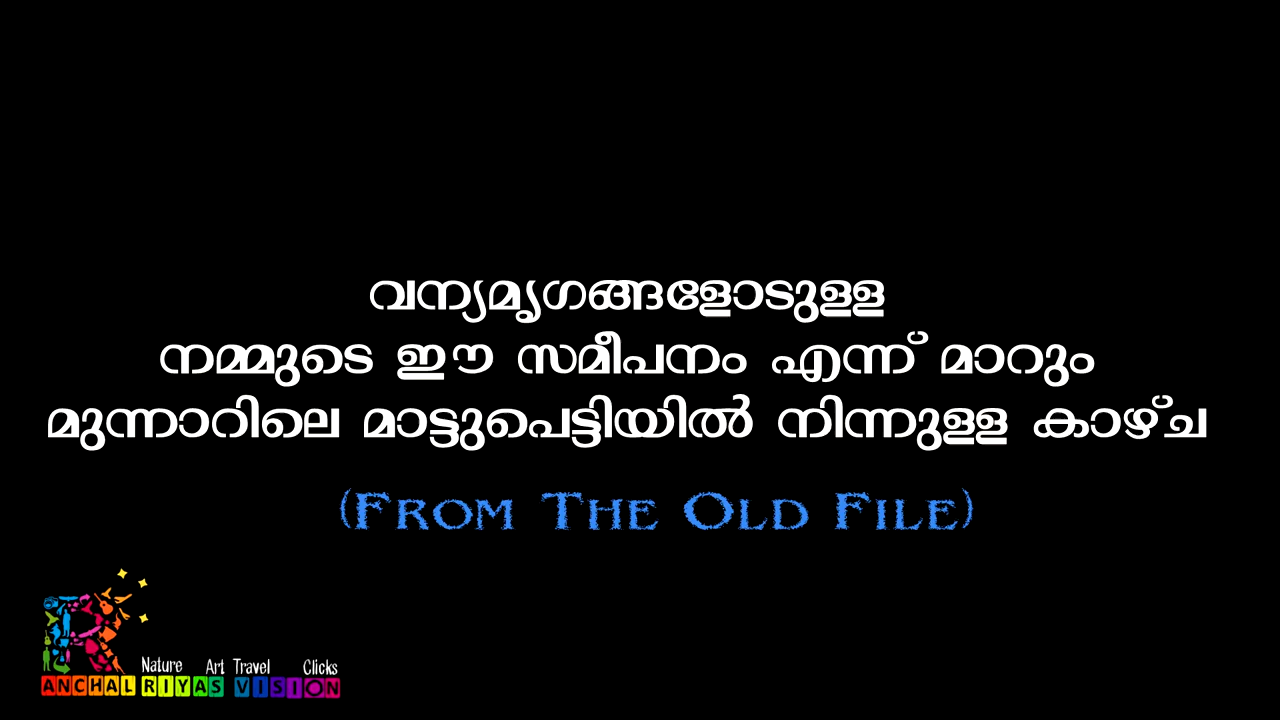 വന്യമൃഗങ്ങളോടുള്ള
നമ്മുടെ ഈ സമീപനം എന്ന് മാറും
മുന്നാറിലെ മാട്ടുപെട്ടിയിൽ നിന്നുള്ള കാഴ്ച
(From The Old File)
Nature Art Travel Clicks
ANCHAL RIYAS VISION